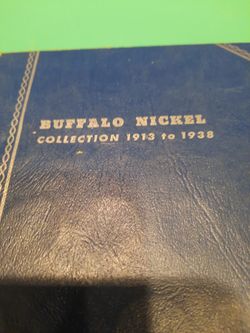 BUFFALO NICKEL
COLLECTION 1913 to 1938